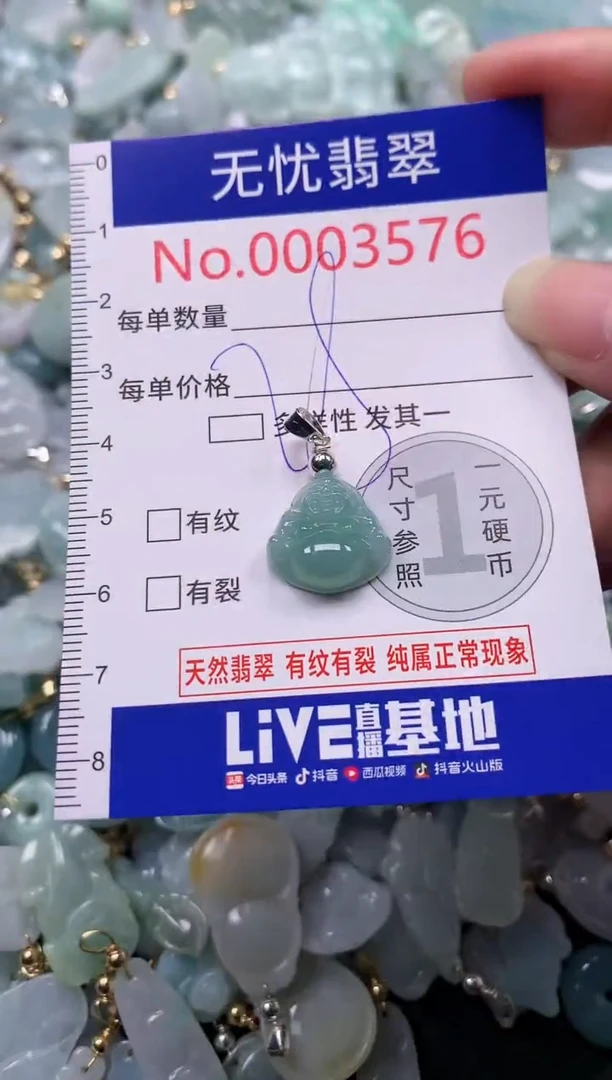 无忧翡翠
No.0003576
每单数量
每单价格
多样性 发其一
有纹
有裂
尺寸参照
1
一元硬币
天然翡翠 有纹有裂 纯属正常现象
LiVE直播基地
头条 今日头条 抖音 西瓜视频 抖音火山版
0
1
2
3
4
5
6
7
8